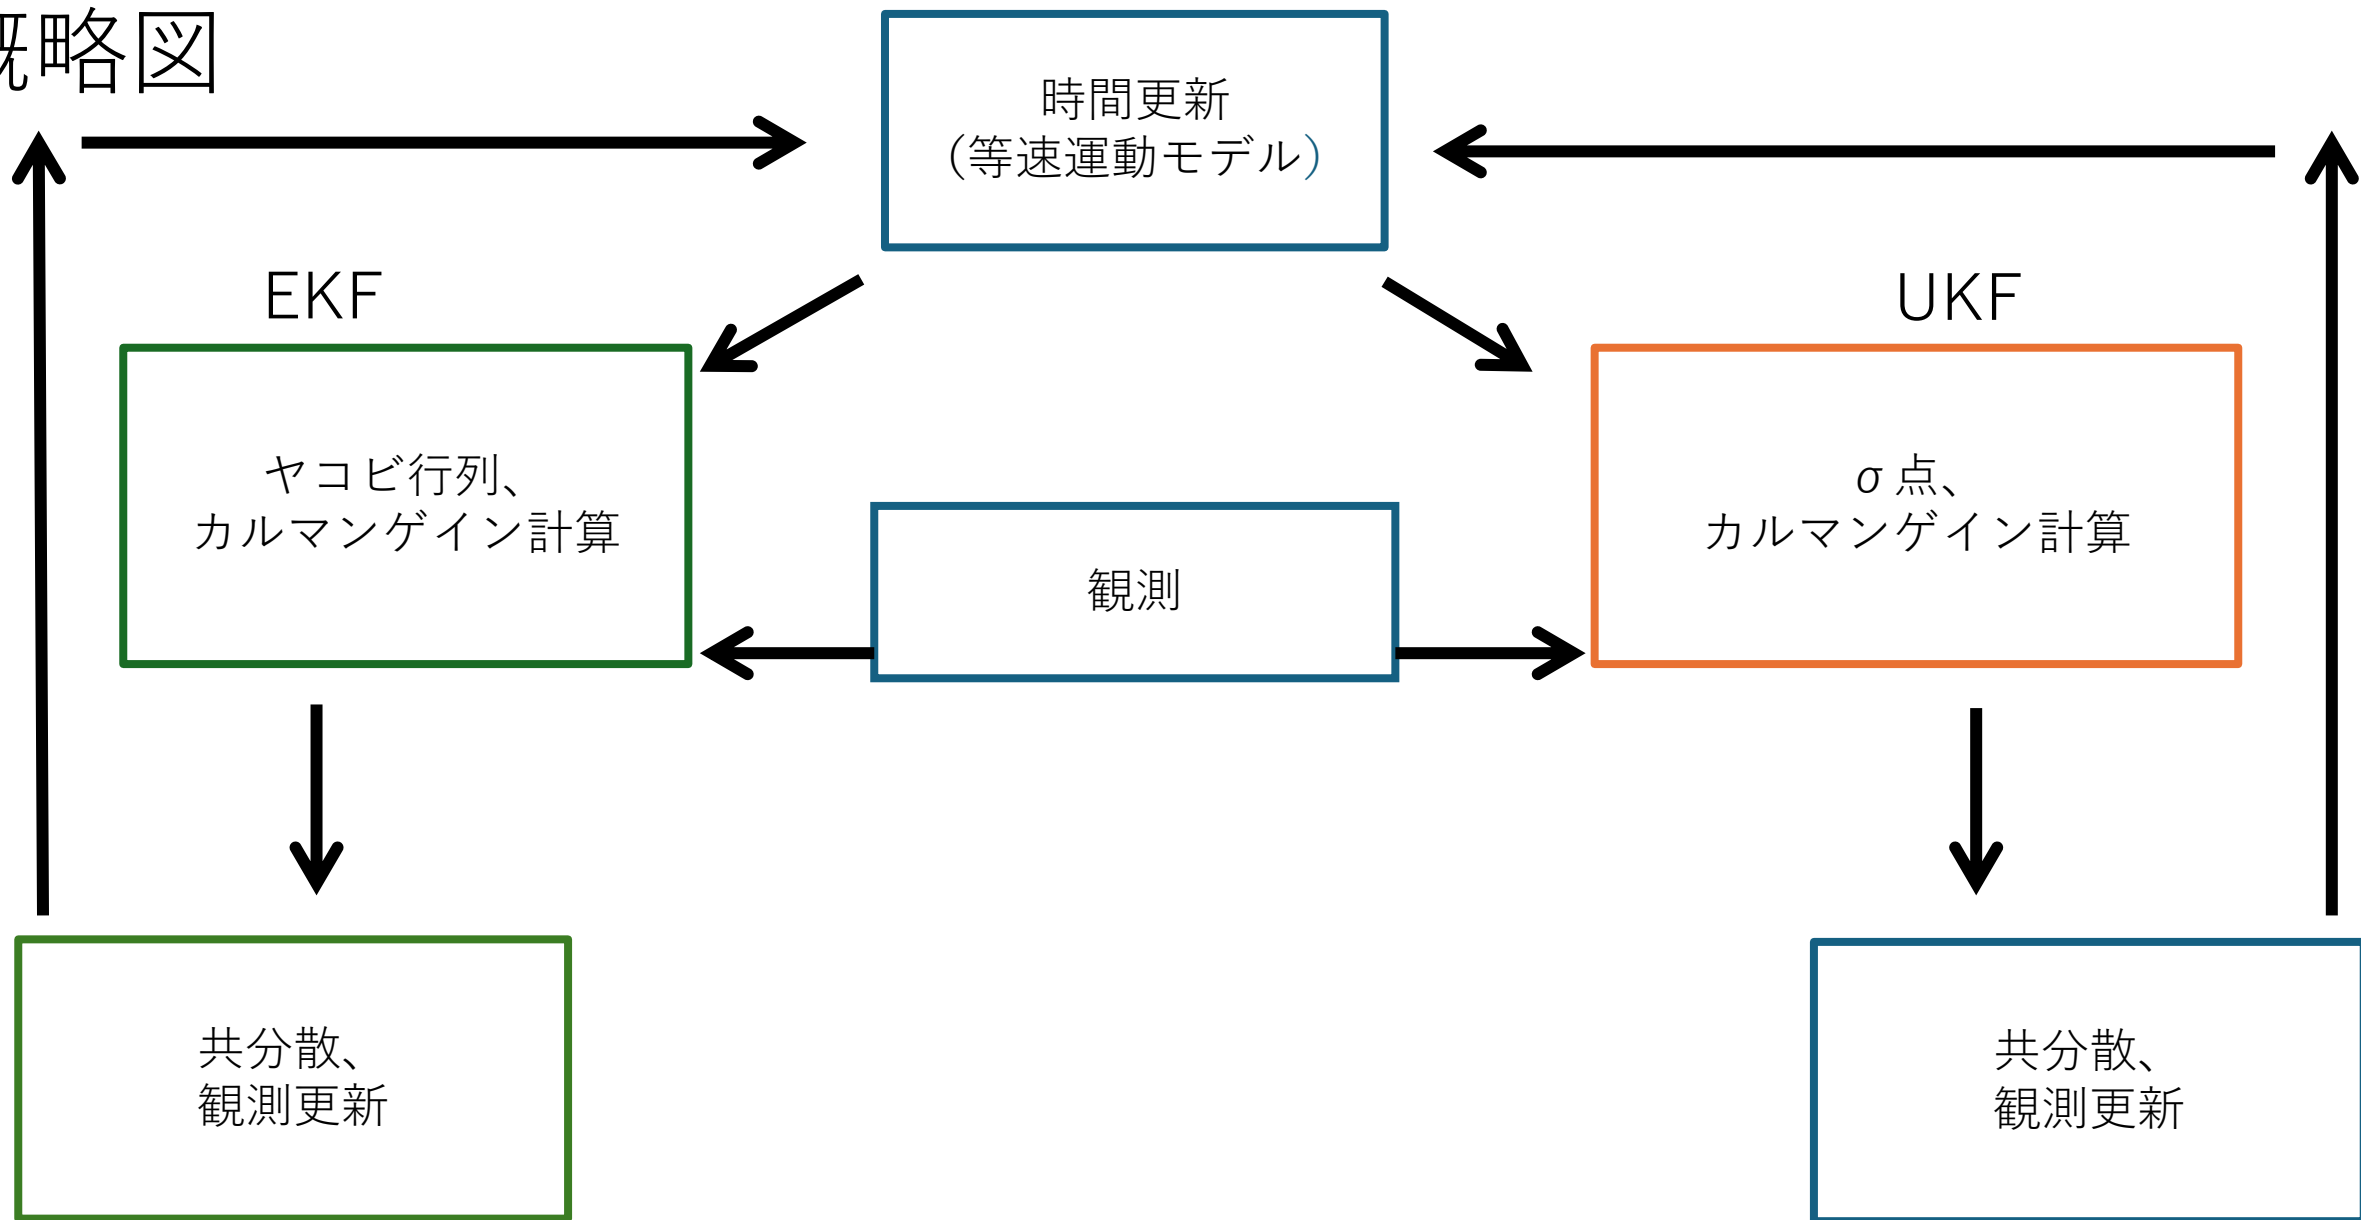 概略図
時間更新
（等速運動モデル）
EKF
UKF
ヤコビ行列、
カルマンゲイン計算
σ点、
カルマンゲイン計算
観測
共分散、
観測更新
共分散、
観測更新